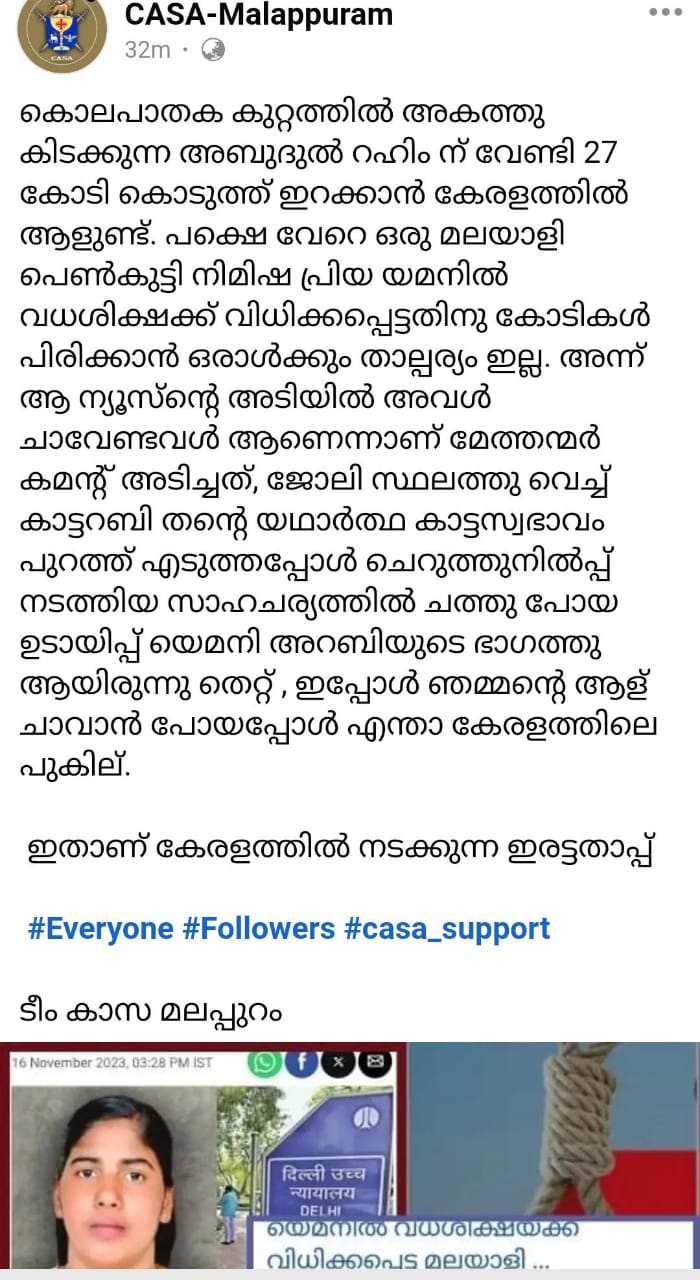 CASA-Malappuram
32m
CASA
കൊലപാതക കുറ്റത്തിൽ അകത്തു
കിടക്കുന്ന അബുദുൽ റഹിം ന് വേണ്ടി 27
കോടി കൊടുത്ത് ഇറക്കാൻ കേരളത്തിൽ
ആളുണ്ട്. പക്ഷെ വേറെ ഒരു മലയാളി
പെൺകുട്ടി നിമിഷ പ്രിയ യമനിൽ
വധശിക്ഷക്ക് വിധിക്കപ്പെട്ടതിനു കോടികൾ
പിരിക്കാൻ ഒരാൾക്കും താല്പര്യം ഇല്ല. അന്ന്
ആ ന്യൂസ്ന്റെ അടിയിൽ അവൾ
ചാവേണ്ടവൾ ആണെന്നാണ് മേത്തന്മർ
കമന്റ് അടിച്ചത്, ജോലി സ്ഥലത്തു വെച്ച്
കാട്ടറബി തന്റെ യഥാർത്ഥ കാട്ടസ്വഭാവം
പുറത്ത് എടുത്തപ്പോൾ ചെറുത്തുനിൽപ്പ്
നടത്തിയ സാഹചര്യത്തിൽ ചത്തു പോയ
ഉടായിപ്പ് യെമനി അറബിയുടെ ഭാഗത്തു
ആയിരുന്നു തെറ്റ് , ഇപ്പോൾ ഞമ്മന്റെ ആള്
ചാവാൻ പോയപ്പോൾ എന്താ കേരളത്തിലെ
പുകില്.
ഇതാണ് കേരളത്തിൽ നടക്കുന്ന ഇരട്ടതാപ്പ്
#Everyone #Followers #casa_support
ടീം കാസ മലപ്പുറം
16 November 2023, 03:28 PM IST
दिल्ली उच्च
न्यायालय
DELHI
യെമനിൽ വധശിക്ഷയ്ക്ക്
വിധിക്കപ്പെട്ട മലയാളി ...